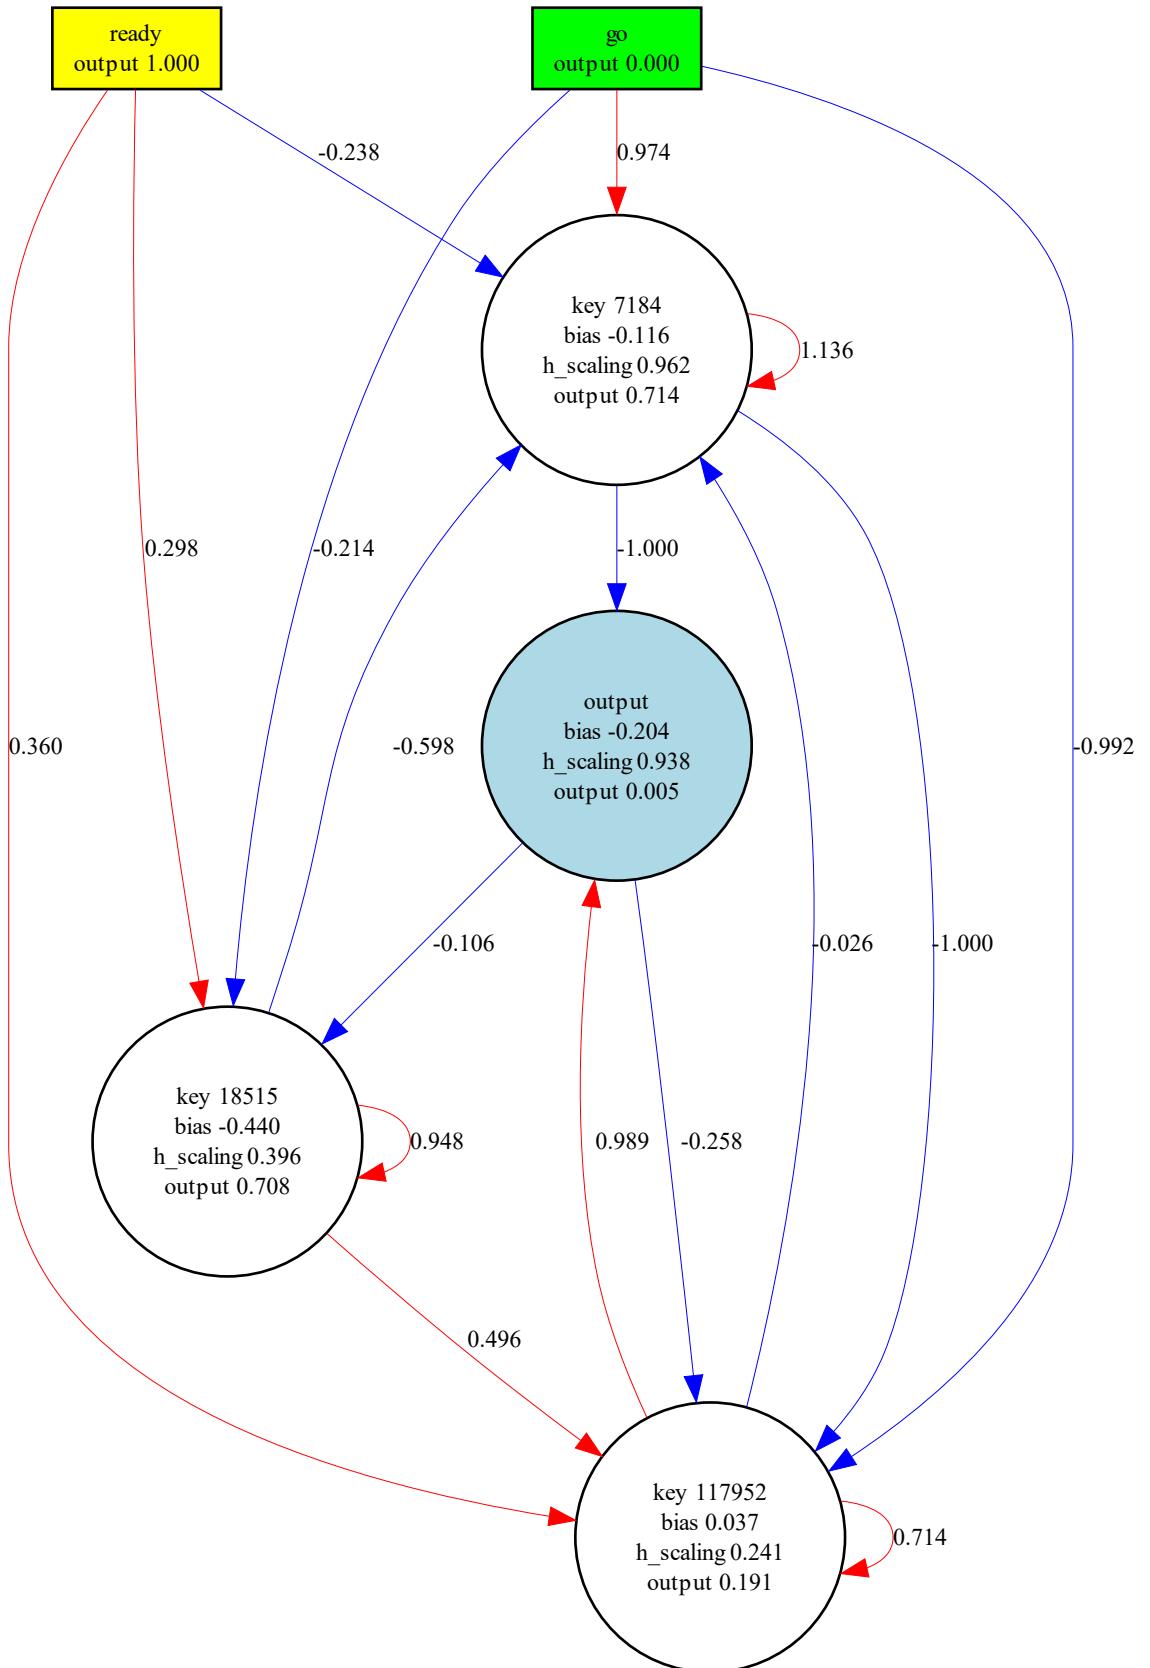 ready
output 1.000
go
output 0.000
-0.238
0.974
key 7184
bias -0.116
h_scaling 0.962
output 0.714
1.136
0.298
-0.214
-1.000
output
bias -0.204
h_scaling 0.938
output 0.005
0.360
-0.598
-0.992
-0.106
-0.026
-1.000
key 18515
bias -0.440
h_scaling 0.396
output 0.708
0.948
0.989
-0.258
0.496
key 117952
bias 0.037
h_scaling 0.241
output 0.191
0.714